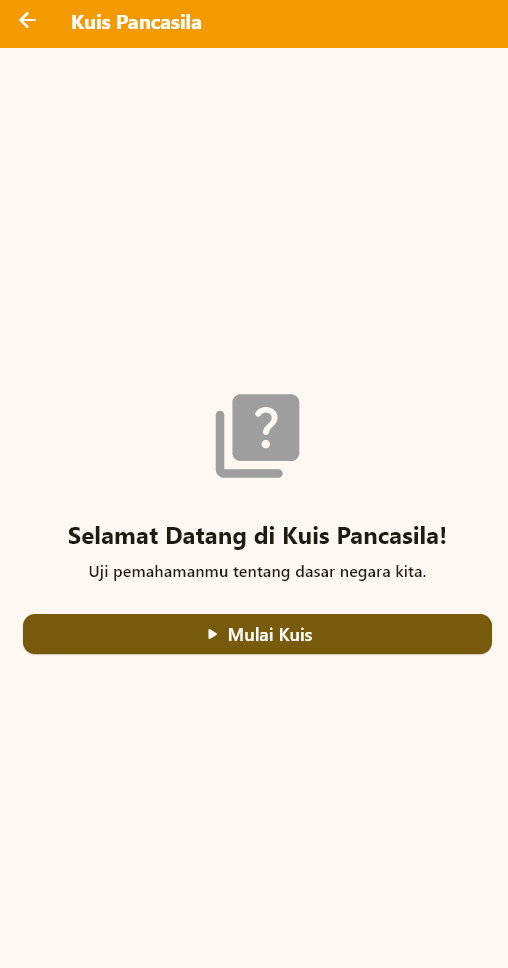 Kuis Pancasila
?
Selamat Datang di Kuis Pancasila!
Uji pemahamanmu tentang dasar negara kita.
Mulai Kuis